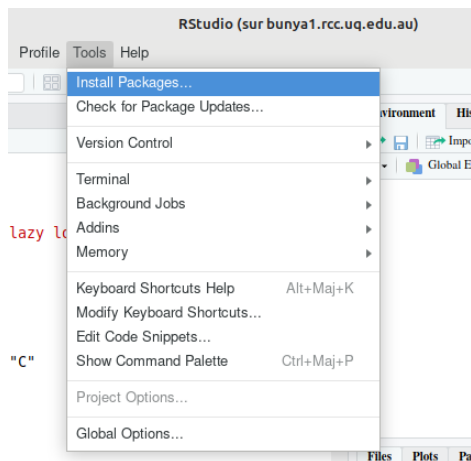 RStudio (sur bunya1.rcc.uq.edu.au)
Profile Tools Help
Install Packages...
Check for Package Updates...
Version Control
Terminal
Background Jobs
Addins
Memory
Keyboard Shortcuts Help Alt+Maj+K
Modify Keyboard Shortcuts...
Edit Code Snippets...
Show Command Palette Ctrl+Maj+P
Project Options...
Global Options...
vironment His
Impo
Global E
lazy lo
"C"
Files Plots Pa